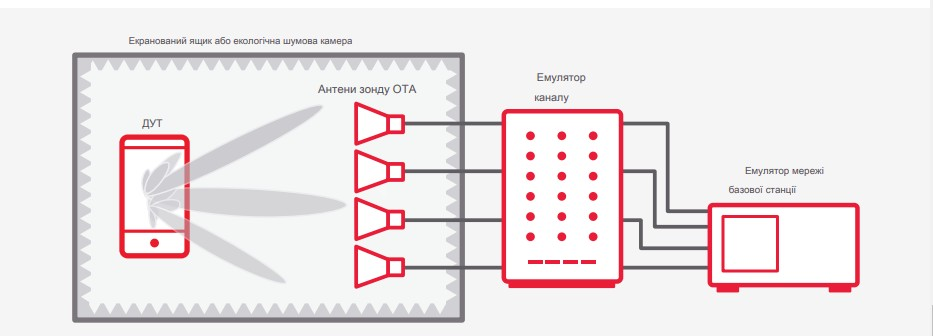 Екранований ящик або екологічна шумова камера
Антени зонду ОТА
ДУТ
Емулятор
каналу
Емулятор мережі
базової станції